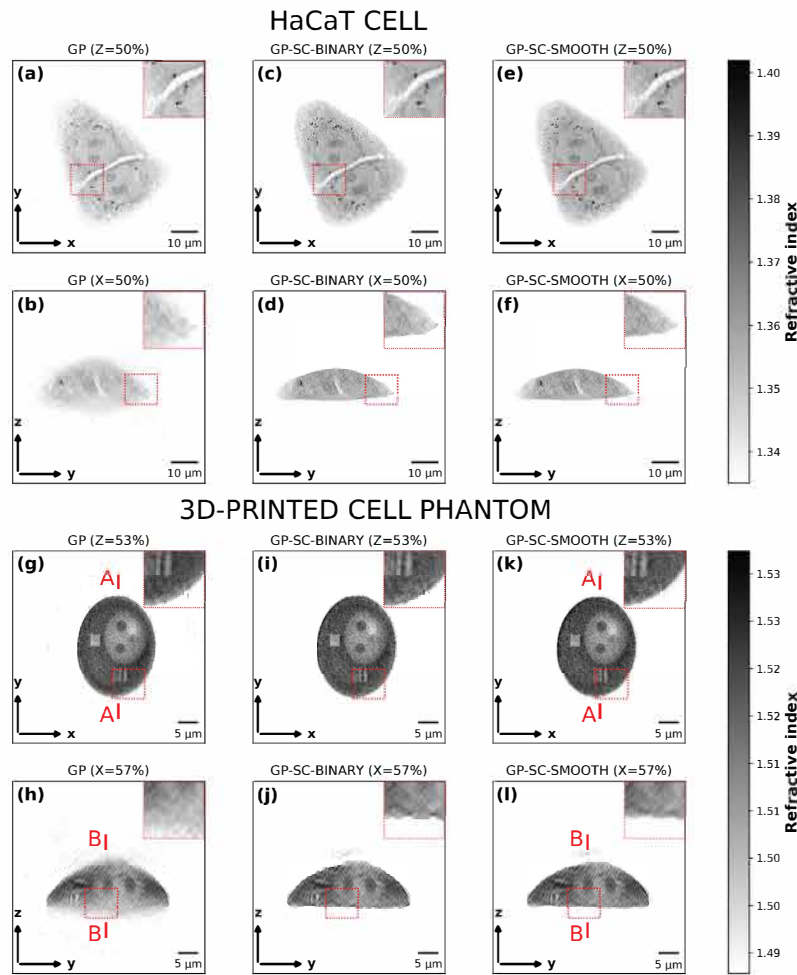 HaCaT CELL
GP (Z=50%)
GP-SC-BINARY (Z=50%)
GP-SC-SMOOTH (Z=50%)
(a)
(c)
(e)
y
x
10 µm
y
x
10 µm
y
x
10 µm
GP (X=50%)
GP-SC-BINARY (X=50%)
GP-SC-SMOOTH (X=50%)
(b)
(d)
(f)
z
y
10 µm
z
y
10 µm
z
y
10 µm
1.40
1.39
1.38
1.37
1.36
1.35
1.34
Refractive index
3D-PRINTED CELL PHANTOM
GP (Z=53%)
GP-SC-BINARY (Z=53%)
GP-SC-SMOOTH (Z=53%)
(g)
(i)
(k)
A
A
A
A
y
x
5 µm
y
x
5 µm
y
x
5 µm
GP (X=57%)
GP-SC-BINARY (X=57%)
GP-SC-SMOOTH (X=57%)
(h)
(j)
(l)
B
B
B
B
z
y
5 µm
z
y
5 µm
z
y
5 µm
1.53
1.53
1.52
1.52
1.51
1.50
1.50
1.49
Refractive index